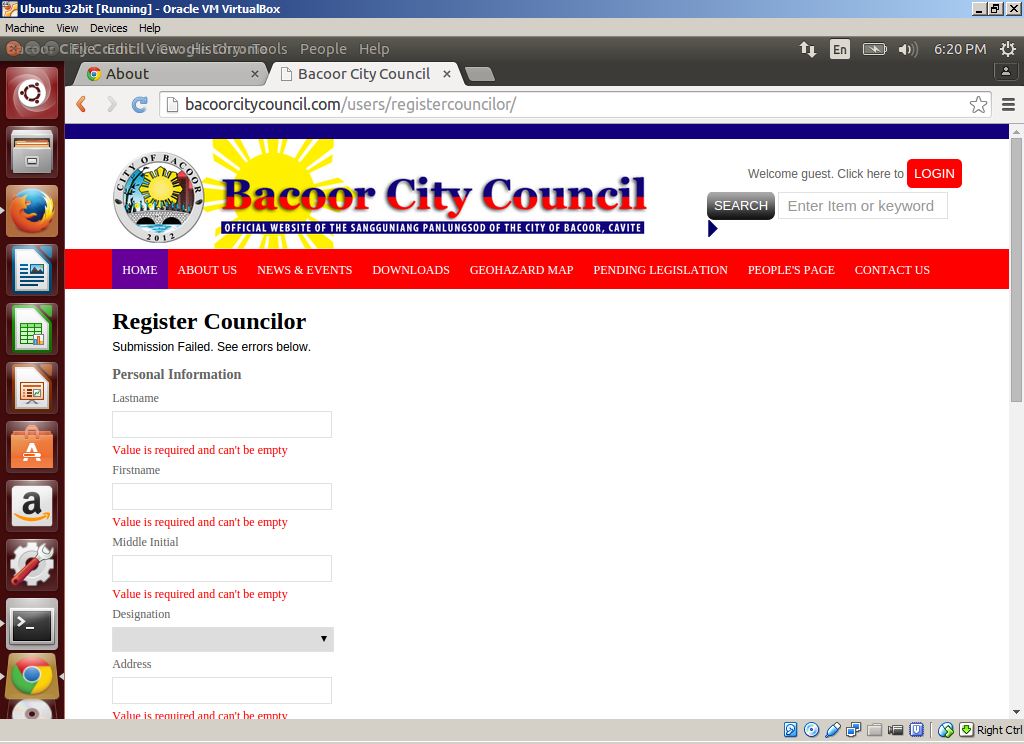 Ubuntu 32bit [Running] - Oracle VM VirtualBox
Machine View Devices Help
File Edit View History Tools People Help
En
6:20 PM
About
Bacoor City Council
bacoorcitycouncil.com/users/registercouncilor/
CITY OF BACOOR
2012
Bacoor City Council
OFFICIAL WEBSITE OF THE SANGGUNIANG PANLUNGSOD OF THE CITY OF BACOOR, CAVITE
Welcome guest. Click here to LOGIN
SEARCH Enter Item or keyword
HOME ABOUT US NEWS & EVENTS DOWNLOADS GEOHAZARD MAP PENDING LEGISLATION PEOPLE'S PAGE CONTACT US
Register Councilor
Submission Failed. See errors below.
Personal Information
Lastname
Value is required and can't be empty
Firstname
Value is required and can't be empty
Middle Initial
Value is required and can't be empty
Designation
Address
Value is required and can't be empty
Right Ctrl